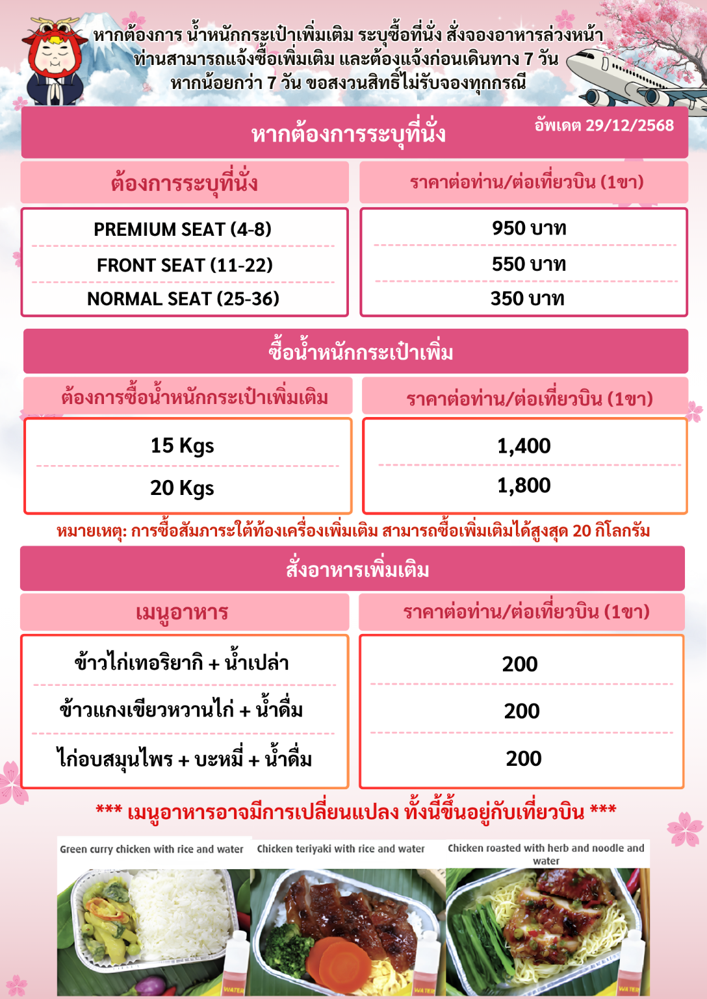 หากต้องการ น้ำหนักกระเป๋าเพิ่มเติม ระบุซื้อที่นั่ง สั่งจองอาหารล่วงหน้า
ท่านสามารถแจ้งซื้อเพิ่มเติม และต้องแจ้งก่อนเดินทาง 7 วัน
หากน้อยกว่า 7 วัน ขอสงวนสิทธิ์ไม่รับจองทุกกรณี
หากต้องการระบุที่นั่ง
อัพเดต 29/12/2568
ต้องการระบุที่นั่ง
ราคาต่อท่าน/ต่อเที่ยวบิน (1ขา)
PREMIUM SEAT (4-8)
950 บาท
FRONT SEAT (11-22)
550 บาท
NORMAL SEAT (25-36)
350 บาท
ซื้อน้ำหนักกระเป๋าเพิ่ม
ต้องการซื้อน้ำหนักกระเป๋าเพิ่มเติม
ราคาต่อท่าน/ต่อเที่ยวบิน (1ขา)
15 Kgs
1,400
20 Kgs
1,800
หมายเหตุ: การซื้อสัมภาระใต้ท้องเครื่องเพิ่มเติม สามารถซื้อเพิ่มเติมได้สูงสุด 20 กิโลกรัม
สั่งอาหารเพิ่มเติม
เมนูอาหาร
ราคาต่อท่าน/ต่อเที่ยวบิน (1ขา)
ข้าวไก่เทอริยากิ + น้ำเปล่า
200
ข้าวแกงเขียวหวานไก่ + น้ำดื่ม
200
ไก่อบสมุนไพร + บะหมี่ + น้ำดื่ม
200
*** เมนูอาหารอาจมีการเปลี่ยนแปลง ทั้งนี้ขึ้นอยู่กับเที่ยวบิน ***
Green curry chicken with rice and water
Chicken teriyaki with rice and water
Chicken roasted with herb and noodle and
water
WATER
WATER
WATER